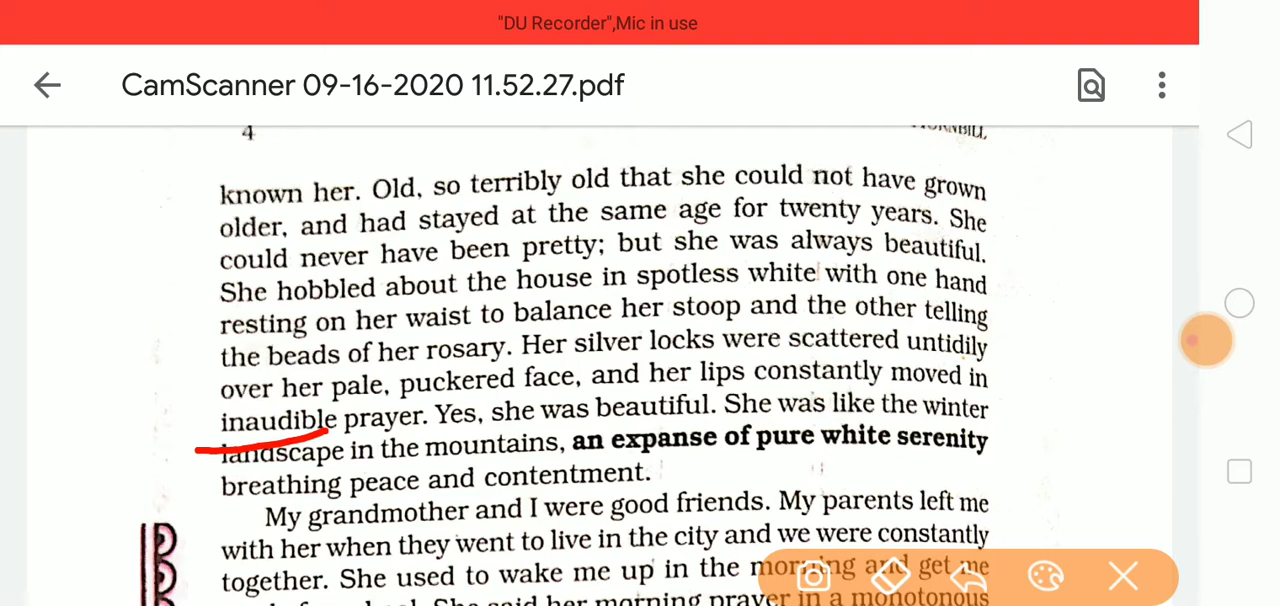 "DU Recorder",Mic in use
CamScanner 09-16-2020 11.52.27.pdf
4
HORNBILL
known her. Old, so terribly old that she could not have grown
older, and had stayed at the same age for twenty years. She
could never have been pretty; but she was always beautiful.
She hobbled about the house in spotless white with one hand
resting on her waist to balance her stoop and the other telling
the beads of her rosary. Her silver locks were scattered untidily
over her pale, puckered face, and her lips constantly moved in
inaudible prayer. Yes, she was beautiful. She was like the winter
landscape in the mountains, an expanse of pure white serenity
breathing peace and contentment.
My grandmother and I were good friends. My parents left me
with her when they went to live in the city and we were constantly
together. She used to wake me up in the morning and get me
said her morning prayer in a monotonous